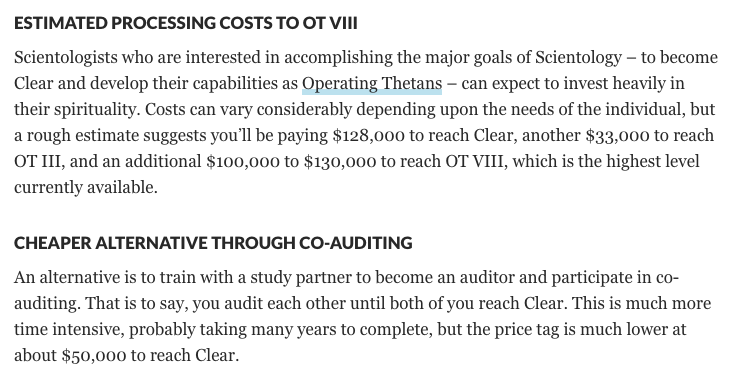 ESTIMATED PROCESSING COSTS TO OT VIII
Scientologists who are interested in accomplishing the major goals of Scientology – to become
Clear and develop their capabilities as Operating Thetans – can expect to invest heavily in
their spirituality. Costs can vary considerably depending upon the needs of the individual, but
a rough estimate suggests you'll be paying $128,000 to reach Clear, another $33,000 to reach
OT III, and an additional $100,000 to $130,000 to reach OT VIII, which is the highest level
currently available.
CHEAPER ALTERNATIVE THROUGH CO-AUDITING
An alternative is to train with a study partner to become an auditor and participate in co-
auditing. That is to say, you audit each other until both of you reach Clear. This is much more
time intensive, probably taking many years to complete, but the price tag is much lower at
about $50,000 to reach Clear.